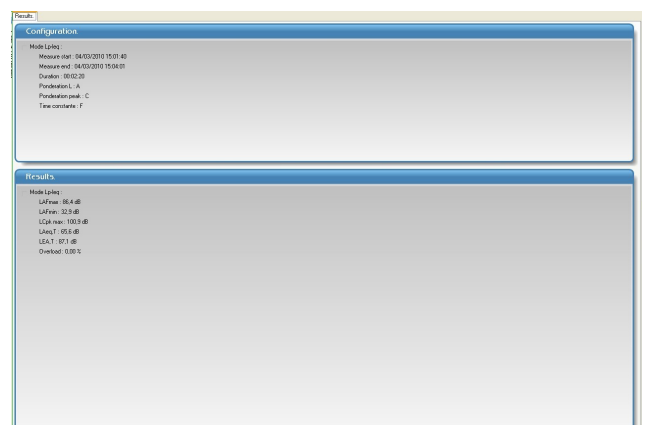 Results
Configuration
Mode Lp-leq :
Measure start : 04/03/2010 15:01:40
Measure end : 04/03/2010 15:04:01
Duration : 00:02:20
Ponderation L : A
Ponderation peak : C
Time constante : F
Results
Mode Lp-leq :
LAFmax : 86,4 dB
LAFmin : 32,9 dB
LCpk max : 100,9 dB
LAeq,T : 65,6 dB
LEA,T : 87,1 dB
Overload : 0,00 %